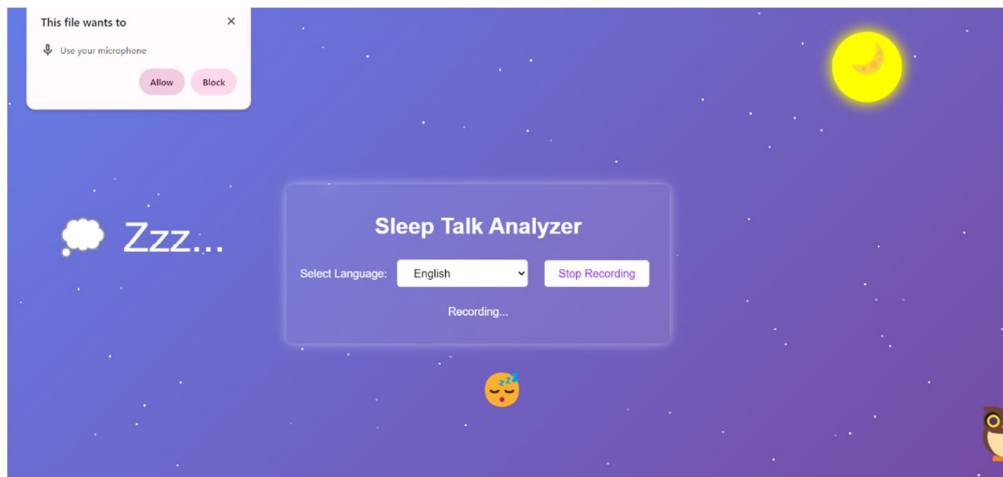 This file wants to
Use your microphone
Allow Block
Zzz...
Sleep Talk Analyzer
Select Language: English Stop Recording
Recording...
zzz